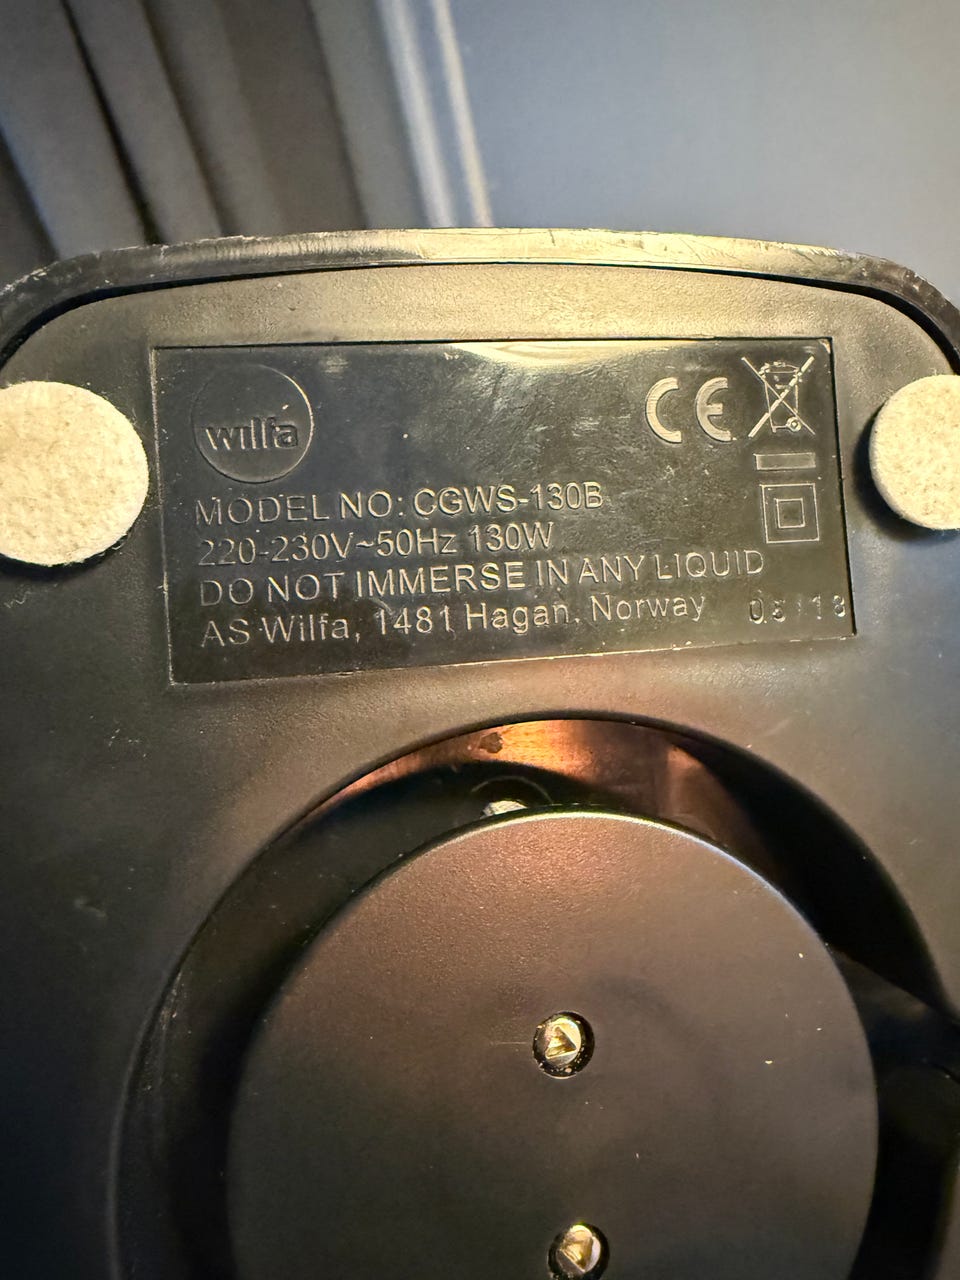 wilfa
CE
MODEL NO: CGWS-130B
220-230V~50Hz 130W
DO NOT IMMERSE IN ANY LIQUID
AS Wilfa, 1481 Hagan, Norway